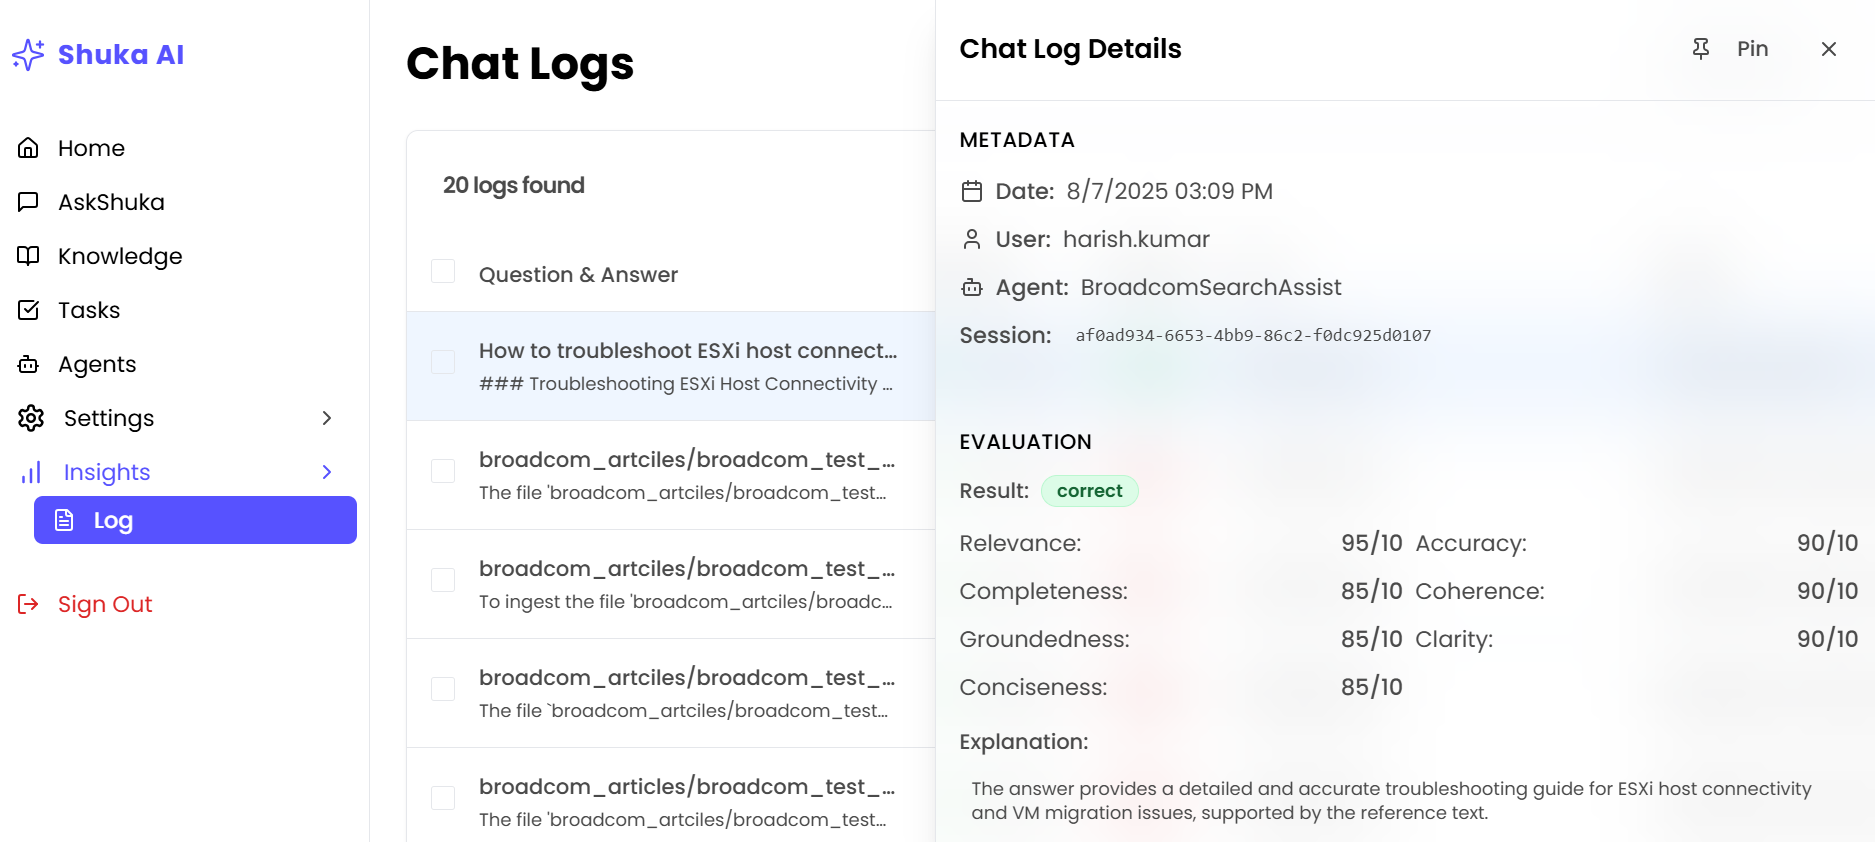 Shuka AI
Home
AskShuka
Knowledge
Tasks
Agents
Settings
Insights
Log
Sign Out
Chat Logs
20 logs found
Question & Answer
How to troubleshoot ESXi host connect...
### Troubleshooting ESXi Host Connectivity ...
broadcom_artciles/broadcom_test_...
The file 'broadcom_artciles/broadcom_test...
broadcom_artciles/broadcom_test_...
To ingest the file 'broadcom_artciles/broadc...
broadcom_artciles/broadcom_test_...
The file `broadcom_artciles/broadcom_test...
broadcom_articles/broadcom_test_...
The file 'broadcom_artciles/broadcom_test...
Chat Log Details
Pin
METADATA
Date: 8/7/2025 03:09 PM
User: harish.kumar
Agent: BroadcomSearchAssist
Session: af0ad934-6653-4bb9-86c2-f0dc925d0107
EVALUATION
Result: correct
Relevance: 95/10 Accuracy: 90/10
Completeness: 85/10 Coherence: 90/10
Groundedness: 85/10 Clarity: 90/10
Conciseness: 85/10
Explanation:
The answer provides a detailed and accurate troubleshooting guide for ESXi host connectivity
and VM migration issues, supported by the reference text.